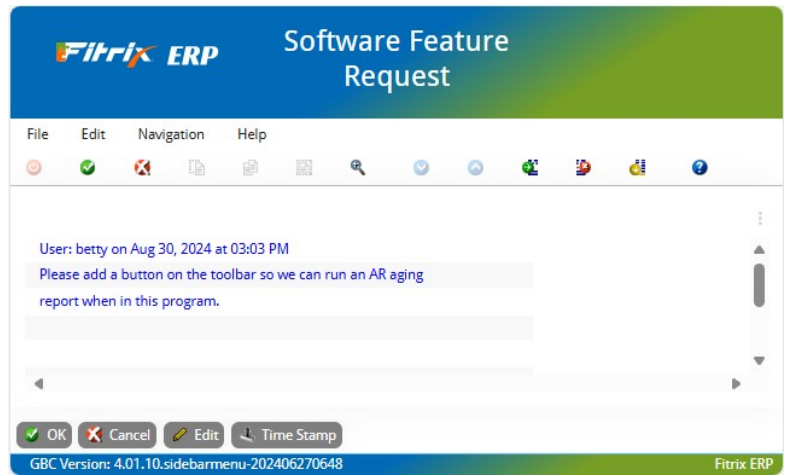 Fitrix ERP
Software Feature
Request
File Edit Navigation Help
User: betty on Aug 30, 2024 at 03:03 PM
Please add a button on the toolbar so we can run an AR aging
report when in this program.
OK Cancel Edit Time Stamp
GBC Version: 4.01.10.sidebarmenu-202406270648 Fitrix ERP